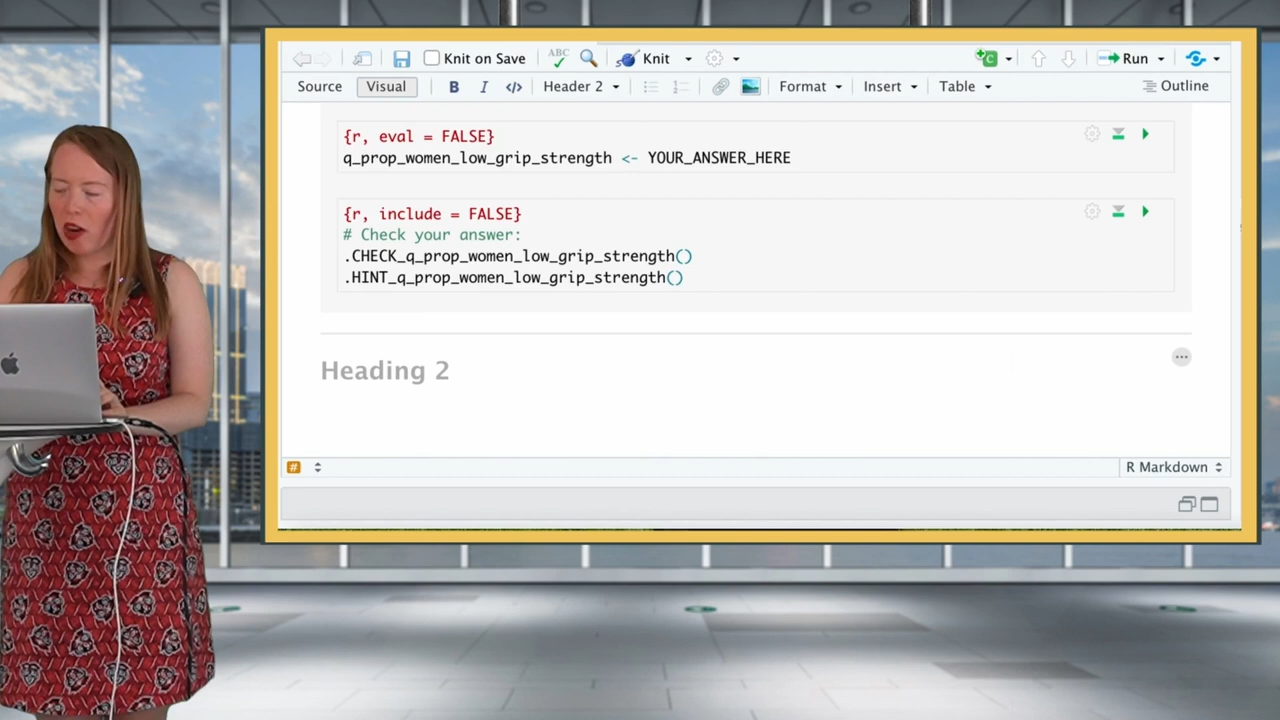 Knit on Save
ABC
Knit
Run
Source
Visual
B
I
</>
Header 2
Format
Insert
Table
Outline
{r, eval = FALSE}
q_prop_women_low_grip_strength <- YOUR_ANSWER_HERE
{r, include = FALSE}
# Check your answer:
.CHECK_q_prop_women_low_grip_strength()
.HINT_q_prop_women_low_grip_strength()
Heading 2
#
R Markdown